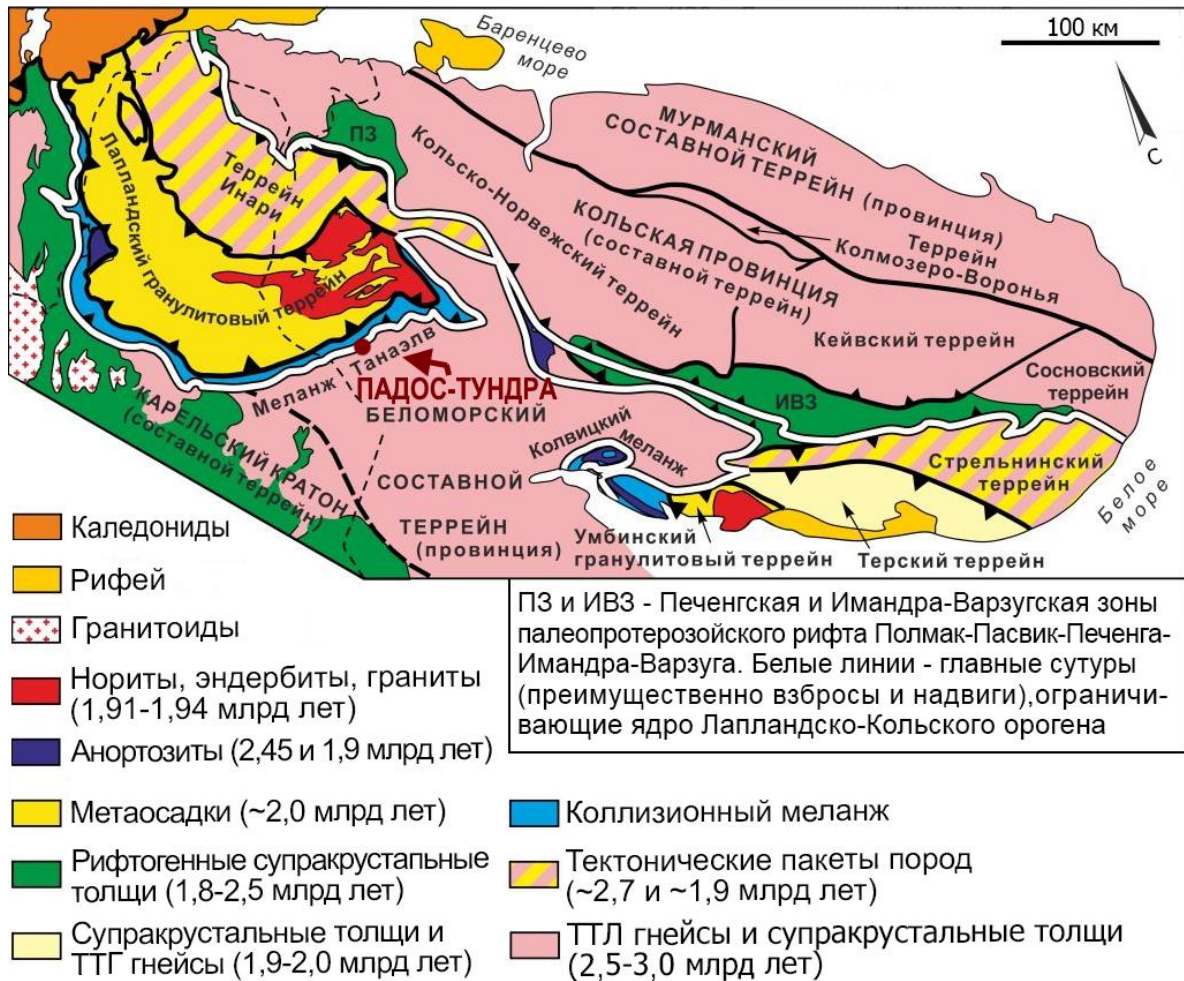 100 км
С
Баренцево
море
МУРМАНСКИЙ
СОСТАВНОЙ ТЕРРЕЙН (провинция)
Террейн
Колмозеро-Воронья
КОЛЬСКАЯ ПРОВИНЦИЯ
(составной террейн)
Кольско-Норвежский террейн
ПЗ
Террейн
Инари
Лапландский гранулитовый террейн
Кейвский террейн
Сосновский
террейн
Меланж Танаэлв
ПАДОС-ТУНДРА
БЕЛОМОРСКИЙ
СОСТАВНОЙ
ТЕРРЕЙН
(провинция)
ИВЗ
КАРЕЛЬСКИЙ КРАТОН
(составной террейн)
Колвицкий
меланж
Стрельнинский
террейн
Белое
море
Умбинский
гранулитовый террейн
Терский террейн
Каледониды
Рифей
Гранитоиды
Нориты, эндербиты, граниты
(1,91-1,94 млрд лет)
Анортозиты (2,45 и 1,9 млрд лет)
ПЗ и ИВЗ - Печенгская и Имандра-Варзугская зоны
палеопротерозойского рифта Полмак-Пасвик-Печенга-
Имандра-Варзуга. Белые линии - главные сутуры
(преимущественно взбросы и надвиги),ограничи-
вающие ядро Лапландско-Кольского орогена
Метаосадки (~2,0 млрд лет)
Рифтогенные супракрустапьные
толщи (1,8-2,5 млрд лет)
Супракрустальные толщи и
ТТГ гнейсы (1,9-2,0 млрд лет)
Коллизионный меланж
Тектонические пакеты пород
(~2,7 и ~1,9 млрд лет)
ТТЛ гнейсы и супракрустальные толщи
(2,5-3,0 млрд лет)